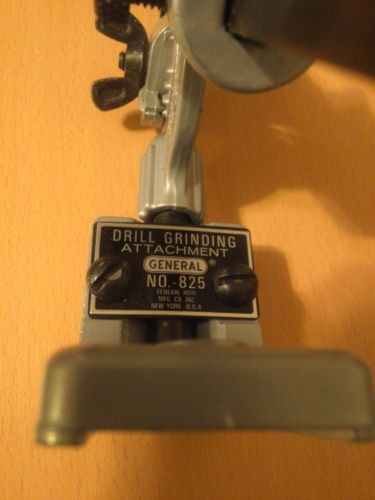 DRILL GRINDING
ATTACHMENT
GENERAL ®
NO.-825
GENERAL HDW
MFG. CO. INC.
NEW YORK U.S.A